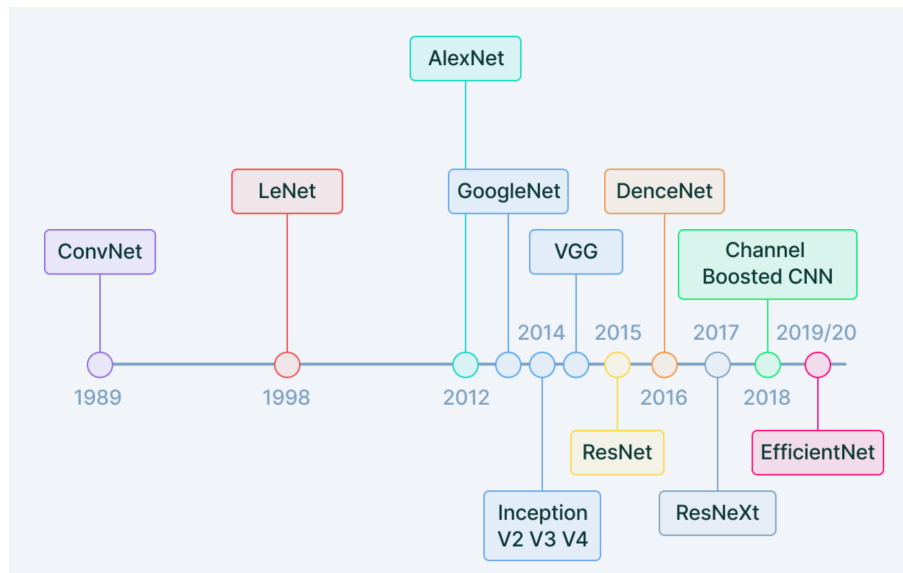 AlexNet
LeNet
GoogleNet
DenceNet
ConvNet
VGG
Channel
Boosted CNN
2014
2015
2017
2019/20
1989
1998
2012
2016
2018
ResNet
EfficientNet
Inception
V2 V3 V4
ResNeXt